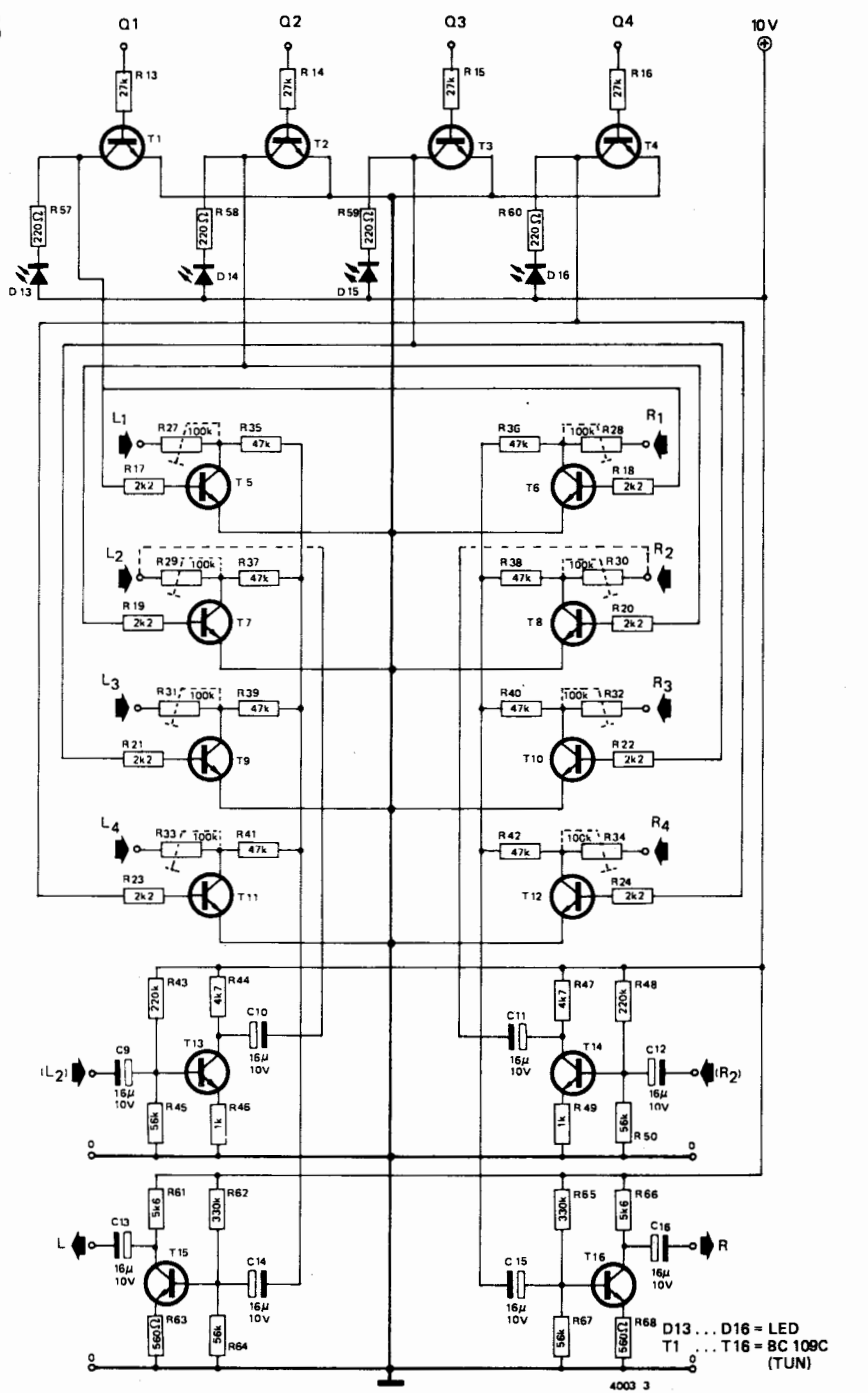 Q1 Q2 Q3 Q4 10V
R13 R14 R15 R16
27k 27k 27k 27k
T1 T2 T3 T4
R57 R58 R59 R60
220Ω 220Ω 220Ω 220Ω
D13 D14 D15 D16
L1 R27 100k R35 R36 100k R28 R1
47k 47k
R17 T5 T6 R18
2k2 2k2
L2 R29 100k R37 R38 100k R30 R2
47k 47k
R19 T7 T8 R20
2k2 2k2
L3 R31 100k R39 R40 100k R32 R3
47k 47k
R21 T9 T10 R22
2k2 2k2
L4 R33 100k R41 R42 100k R34 R4
47k 47k
R23 T11 T12 R24
2k2 2k2
R43 R44 R47 R48
220k 4k7 4k7 220k
C10 C11
16µ 10V 16µ 10V
(L2) C9 T13 T14 C12 (R2)
16µ 10V 16µ 10V
R45 R46 R49 R50
56k 1k 1k 56k
0 0
R61 R62 R65 R66
5k6 330k 330k 5k6
L C13 T15 C14 C15 T16 C16 R
16µ 10V 16µ 10V 16µ 10V 16µ 10V
R63 R64 R67 R68
560Ω 56k 56k 560Ω
0 0
D13 ... D16 = LED
T1 ... T16 = BC 109C
(TUN)
4003 3